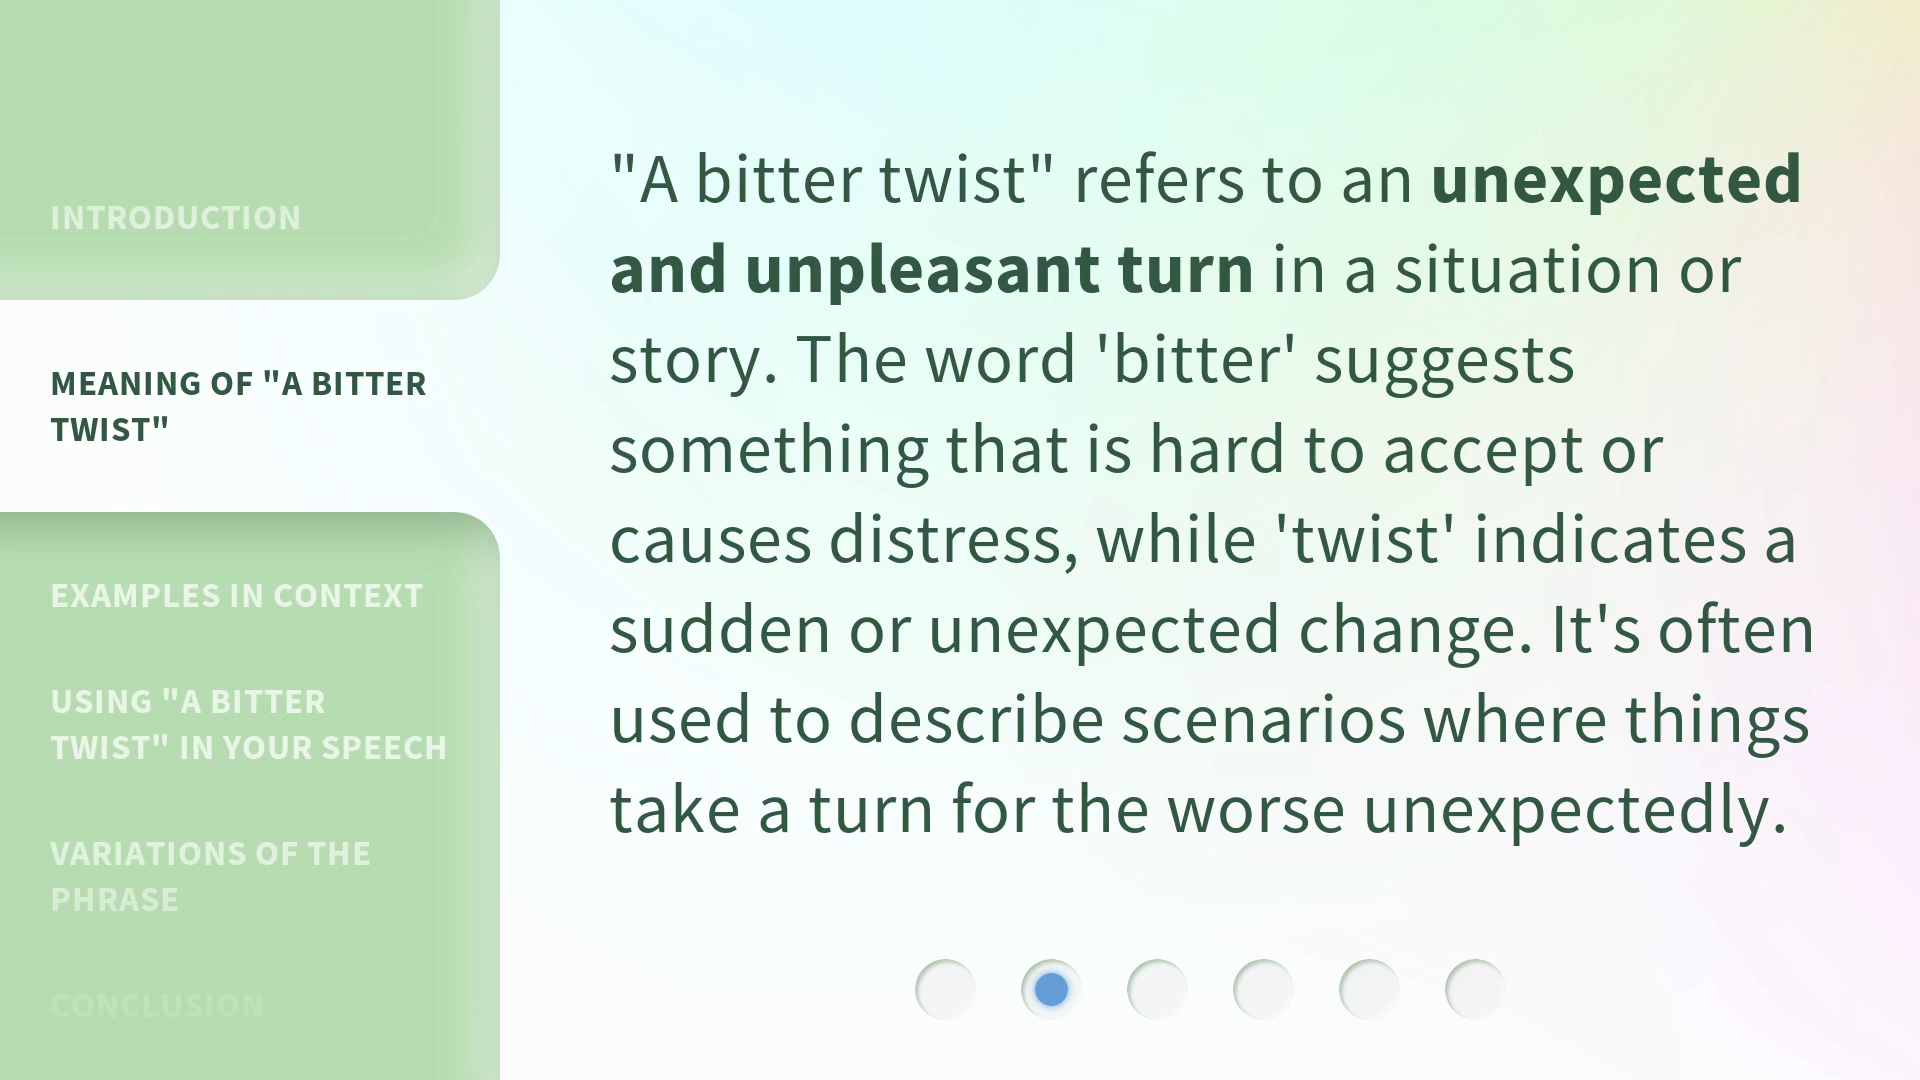 INTRODUCTION
MEANING OF "A BITTER
TWIST"
EXAMPLES IN CONTEXT
USING "A BITTER
TWIST" IN YOUR SPEECH
VARIATIONS OF THE
PHRASE
CONCLUSION
"A bitter twist" refers to an unexpected
and unpleasant turn in a situation or
story. The word 'bitter' suggests
something that is hard to accept or
causes distress, while 'twist' indicates a
sudden or unexpected change. It's often
used to describe scenarios where things
take a turn for the worse unexpectedly.